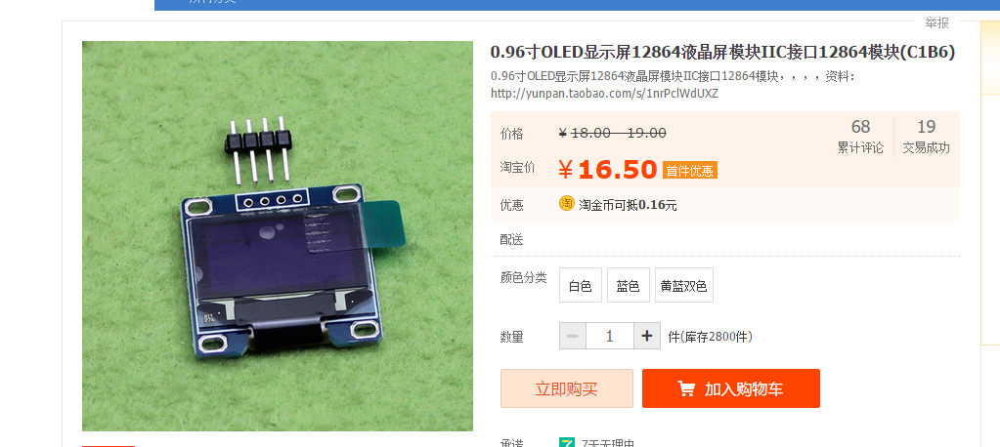 举报
0.96寸OLED显示屏12864液晶屏模块IIC接口12864模块(C1B6)
0.96寸OLED显示屏12864液晶屏模块IIC接口12864模块，，，，资料：
http://yunpan.taobao.com/s/1nrPclWdUXZ
价格 ¥ 18.00 - 19.00
68 累计评论
19 交易成功
淘宝价 ¥ 16.50 首件优惠
优惠 淘 淘金币可抵0.16元
配送
颜色分类 白色 蓝色 黄蓝双色
数量 1 件(库存2800件)
立即购买 加入购物车
承诺 7 7天无理由